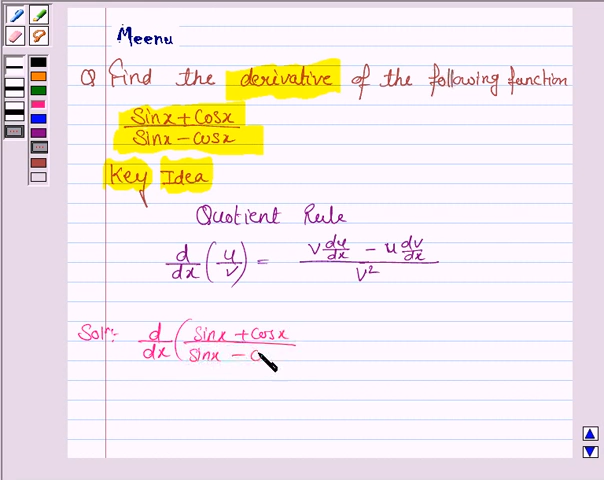 Meenu
Q Find the derivative of the following function
Sinx + Cosx
Sinx - Cosx
Key Idea
Quotient Rule
d/dx (u/v) = (v du/dx - u dv/dx) / v²
Soln: d/dx (Sinx + Cosx / Sinx - C